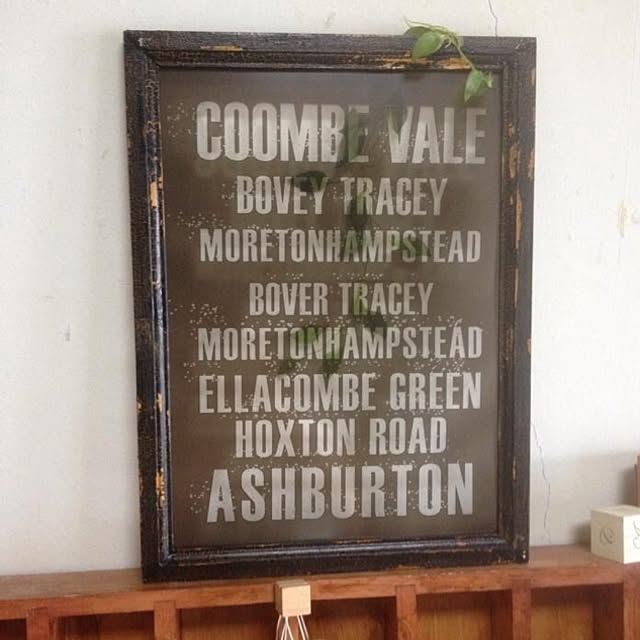 COOMBE VALE
BOVEY TRACEY
MORETONHAMPSTEAD
BOVER TRACEY
MORETONHAMPSTEAD
ELLACOMBE GREEN
HOXTON ROAD
ASHBURTON